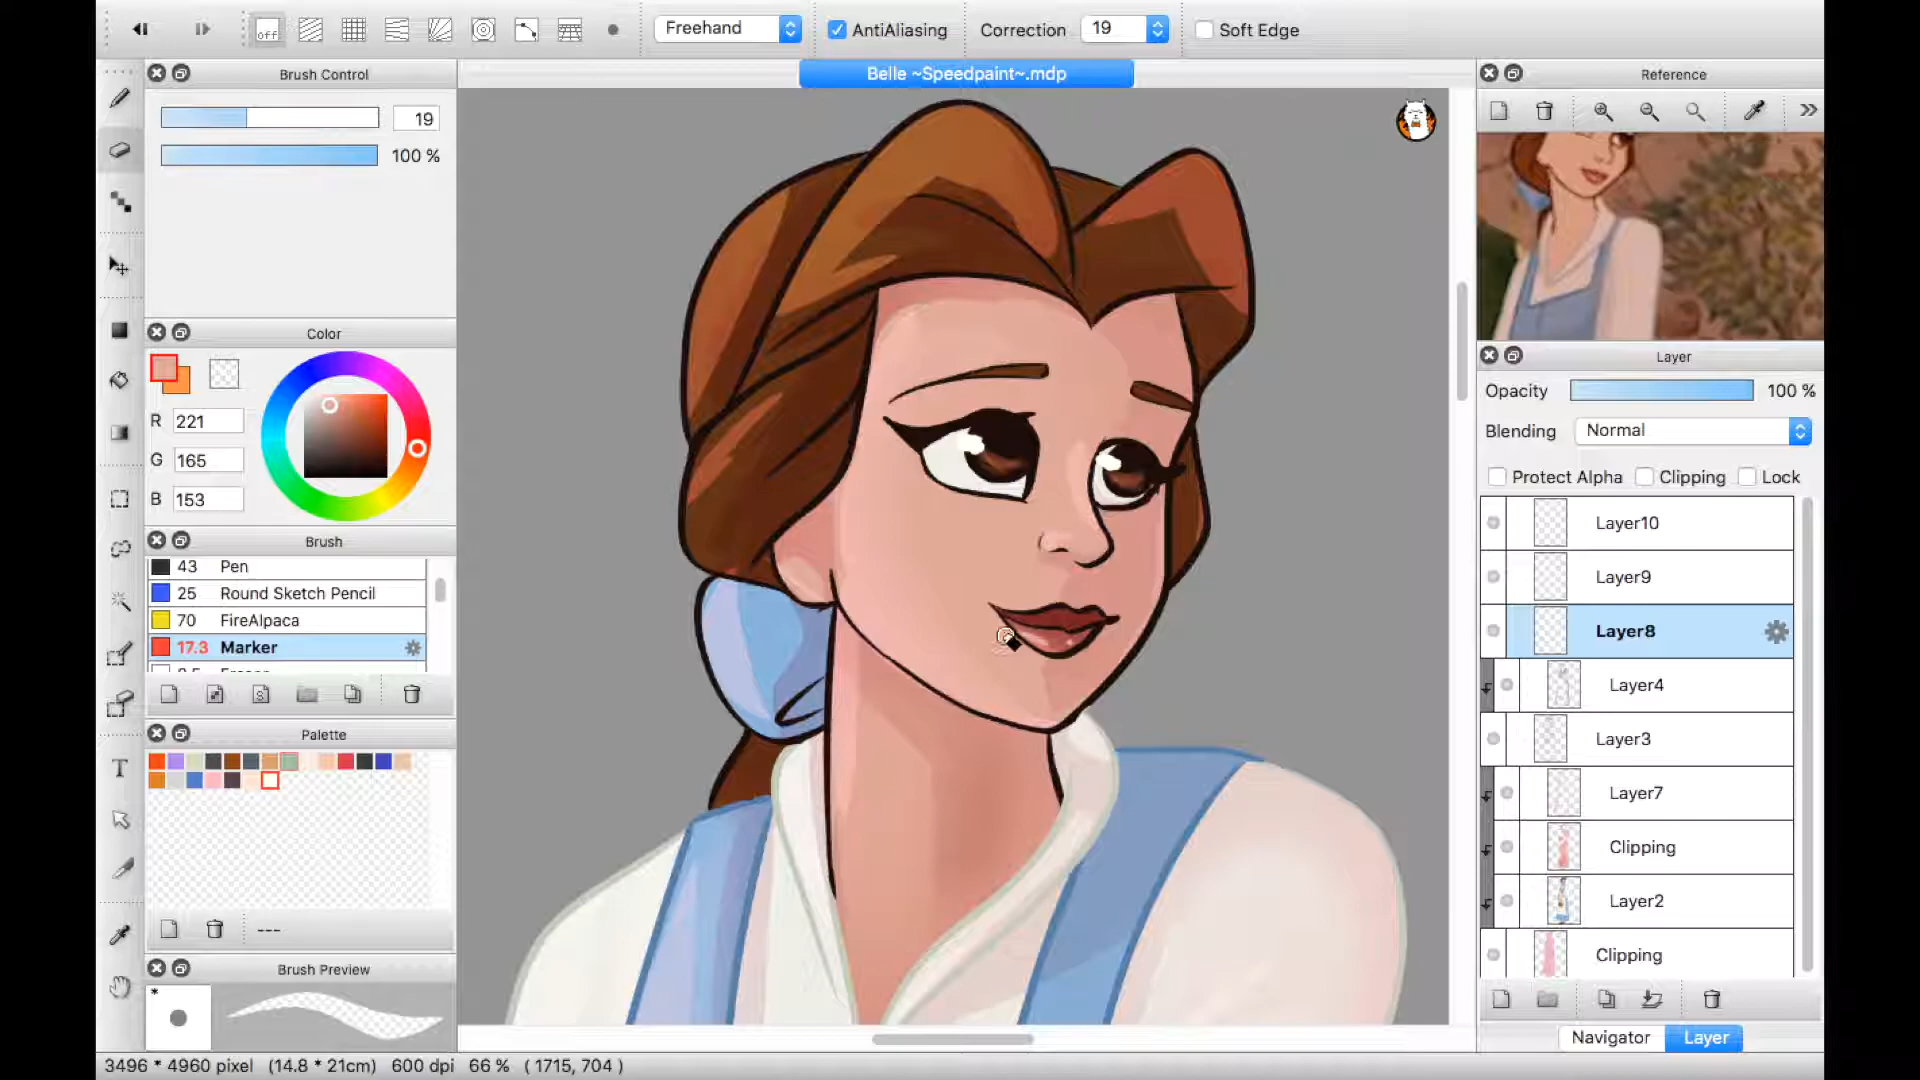 off
Freehand
AntiAliasing
Correction
19
Soft Edge
Brush Control
Belle ~Speedpaint~.mdp
Reference
19
100 %
Color
R 221
G 165
B 153
Layer
Opacity
100 %
Blending
Normal
Protect Alpha
Clipping
Lock
Layer10
Layer9
Layer8
Layer4
Layer3
Layer7
Clipping
Layer2
Clipping
Brush
43 Pen
25 Round Sketch Pencil
70 FireAlpaca
17.3 Marker
S
Palette
T
---
Brush Preview
*
Navigator
Layer
3496 * 4960 pixel (14.8 * 21cm) 600 dpi 66 % ( 1715, 704 )